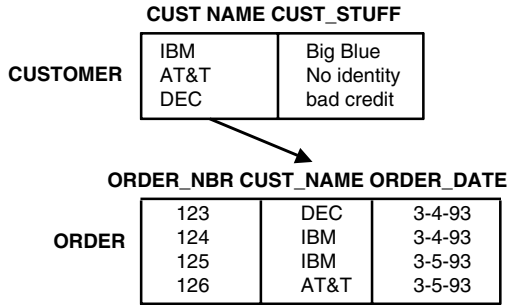 CUST NAME CUST_STUFF
CUSTOMER
IBM Big Blue
AT&T No identity
DEC bad credit
ORDER_NBR CUST_NAME ORDER_DATE
ORDER
123 DEC 3-4-93
124 IBM 3-4-93
125 IBM 3-5-93
126 AT&T 3-5-93